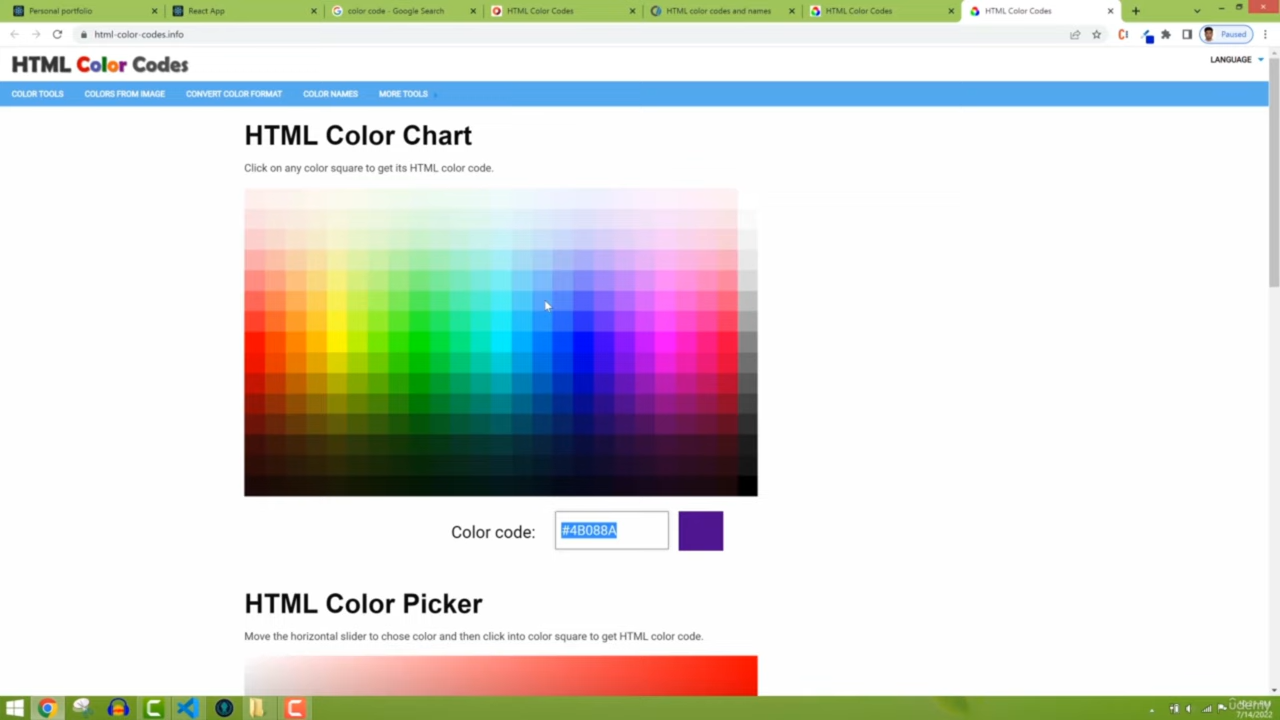 Personal portfolio
React App
color code - Google Search
HTML Color Codes
HTML color codes and names
HTML Color Codes
HTML Color Codes
html-color-codes.info
Paused
HTML Color Codes
LANGUAGE
COLOR TOOLS
COLORS FROM IMAGE
CONVERT COLOR FORMAT
COLOR NAMES
MORE TOOLS
HTML Color Chart
Click on any color square to get its HTML color code.
Color code:
#4B088A
HTML Color Picker
Move the horizontal slider to chose color and then click into color square to get HTML color code.
udemy
7/14/2022